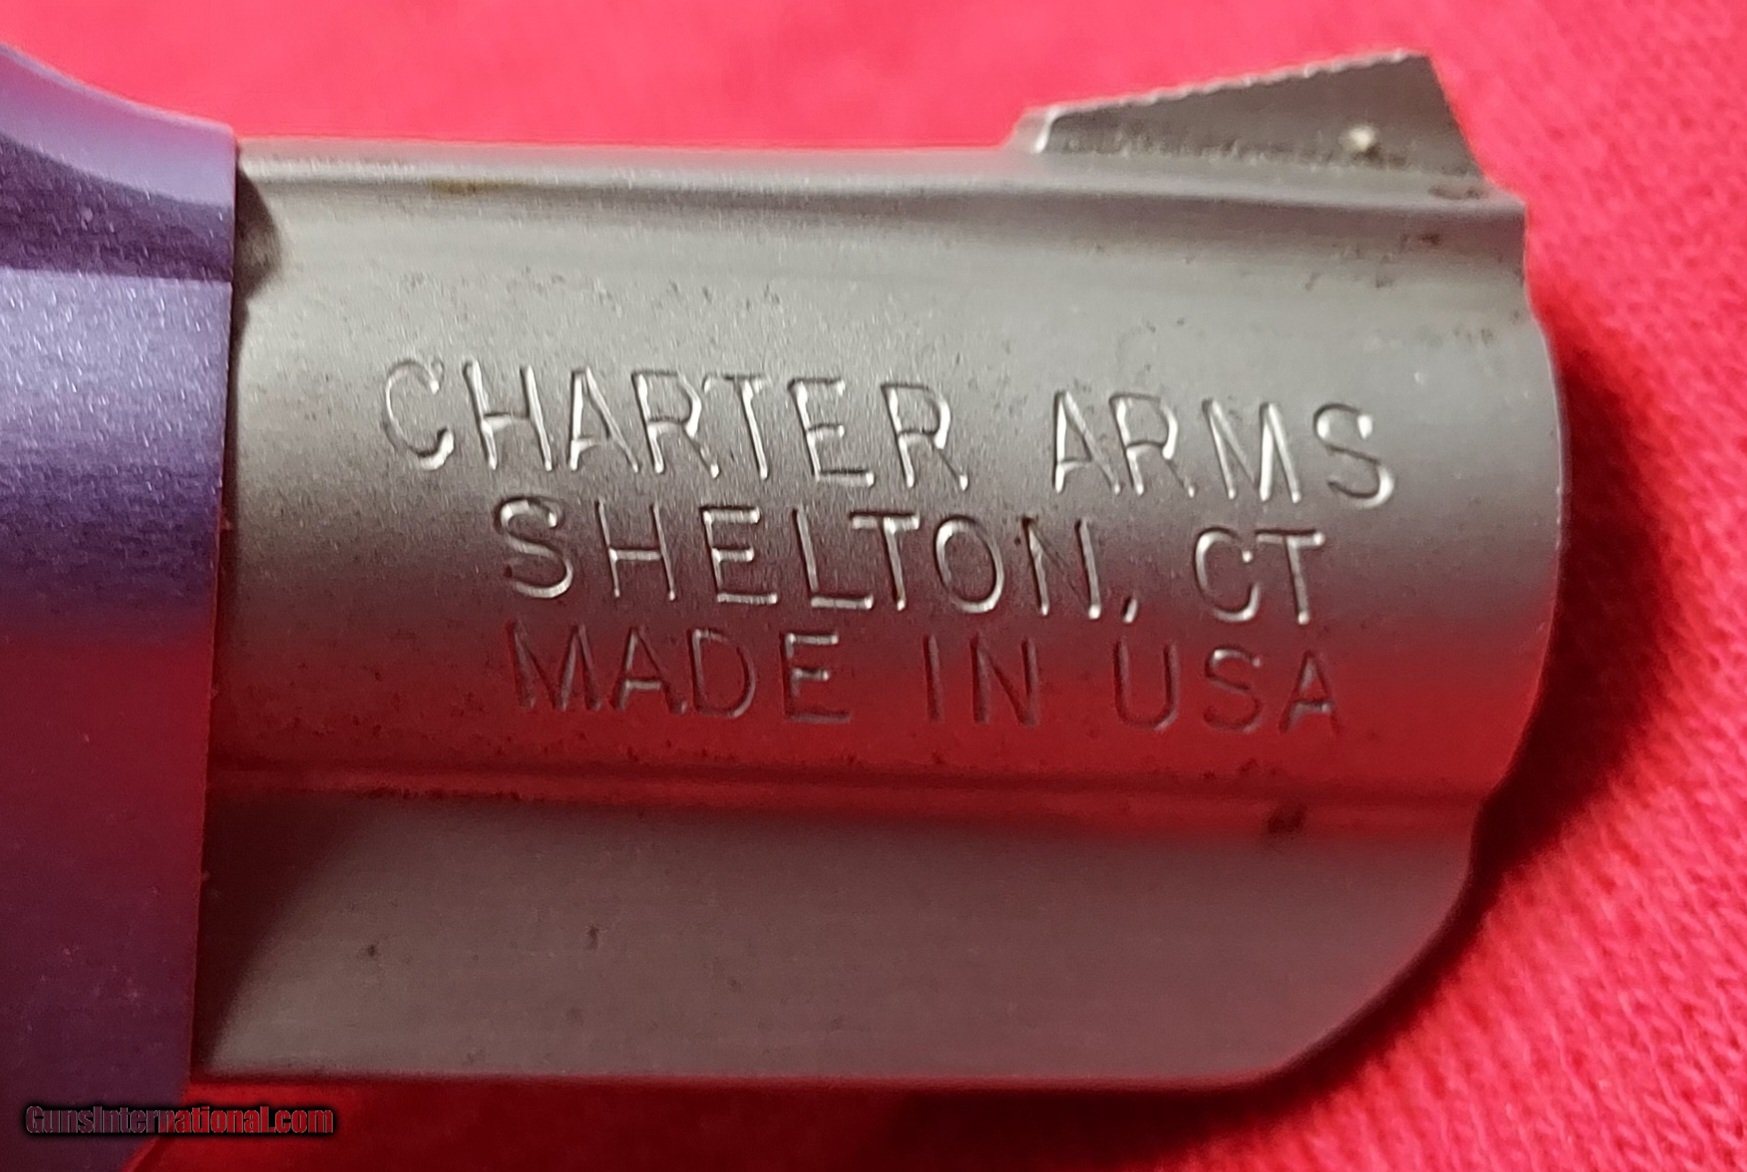 CHARTER ARMS
SHELTON, CT
MADE IN USA
GunsInternational.com